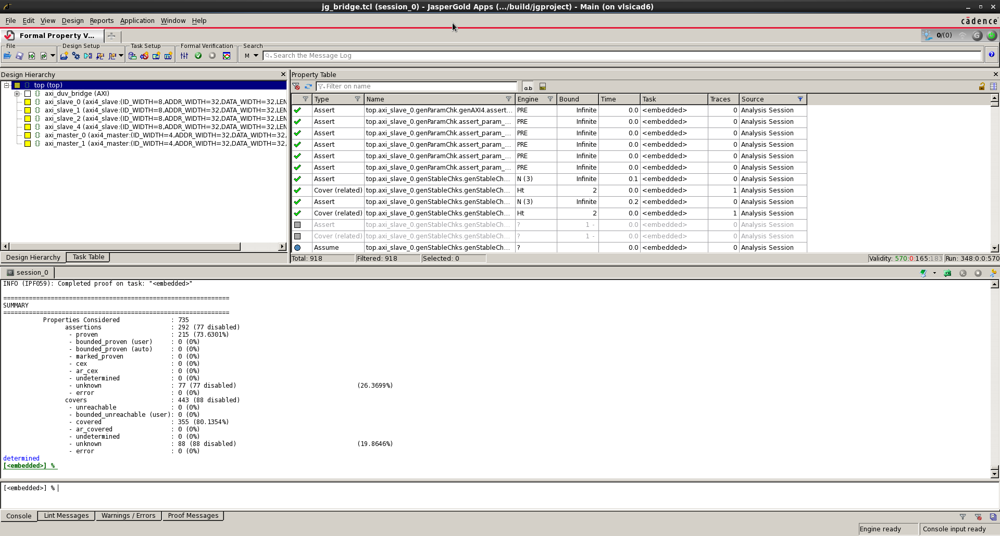 jg_bridge.tcl (session_0) - JasperGold Apps (.../build/jgproject) - Main (on vlsicad6)
File Edit View Design Reports Application Window Help
cādence
Formal Property V...
0/(0)
File Design Setup Task Setup Formal Verification Search
M Search the Message Log
Design Hierarchy
top (top)
axi_duv_bridge (AXI)
axi_slave_0 (axi4_slave:(ID_WIDTH=8,ADDR_WIDTH=32,DATA_WIDTH=32,LEN
axi_slave_1 (axi4_slave:(ID_WIDTH=8,ADDR_WIDTH=32,DATA_WIDTH=32,LEN
axi_slave_2 (axi4_slave:(ID_WIDTH=8,ADDR_WIDTH=32,DATA_WIDTH=32,LEN
axi_slave_4 (axi4_slave:(ID_WIDTH=8,ADDR_WIDTH=32,DATA_WIDTH=32,LEN
axi_master_0 (axi4_master:(ID_WIDTH=4,ADDR_WIDTH=32,DATA_WIDTH=32,
axi_master_1 (axi4_master:(ID_WIDTH=4,ADDR_WIDTH=32,DATA_WIDTH=32,
Design Hierarchy Task Table
Property Table
Filter on name
a.b
Type Name Engine Bound Time Task Traces Source
Assert top.axi_slave_0.genParamChk.genAXI4.assert... PRE Infinite 0.0 <embedded> 0 Analysis Session
Assert top.axi_slave_0.genParamChk.assert_param_... PRE Infinite 0.0 <embedded> 0 Analysis Session
Assert top.axi_slave_0.genParamChk.assert_param_... PRE Infinite 0.0 <embedded> 0 Analysis Session
Assert top.axi_slave_0.genParamChk.assert_param_... PRE Infinite 0.0 <embedded> 0 Analysis Session
Assert top.axi_slave_0.genParamChk.assert_param_... PRE Infinite 0.0 <embedded> 0 Analysis Session
Assert top.axi_slave_0.genParamChk.assert_param_... PRE Infinite 0.0 <embedded> 0 Analysis Session
Assert top.axi_slave_0.genStableChks.genStableCh... N (3) Infinite 0.1 <embedded> 0 Analysis Session
Cover (related) top.axi_slave_0.genStableChks.genStableCh... Ht 2 0.0 <embedded> 1 Analysis Session
Assert top.axi_slave_0.genStableChks.genStableCh... N (3) Infinite 0.2 <embedded> 0 Analysis Session
Cover (related) top.axi_slave_0.genStableChks.genStableCh... Ht 2 0.0 <embedded> 1 Analysis Session
Assert top.axi_slave_0.genStableChks.genStableCh... ? 1 - 0.0 <embedded> 0 Analysis Session
Cover (related) top.axi_slave_0.genStableChks.genStableCh... ? 1 - 0.0 <embedded> 0 Analysis Session
Assume top.axi_slave_0.genStableChks.genStableCh... ? 0.0 <embedded> 0 Analysis Session
Total: 918 Filtered: 918 Selected: 0 Validity: 570:0:165:183 Run: 348:0:0:570
session_0
INFO (IPF059): Completed proof on task: "<embedded>"
==============================================================
SUMMARY
==============================================================
Properties Considered : 735
assertions : 292 (77 disabled)
- proven : 215 (73.6301%)
- bounded_proven (user) : 0 (0%)
- bounded_proven (auto) : 0 (0%)
- marked_proven : 0 (0%)
- cex : 0 (0%)
- ar_cex : 0 (0%)
- undetermined : 0 (0%)
- unknown : 77 (77 disabled) (26.3699%)
- error : 0 (0%)
covers : 443 (88 disabled)
- unreachable : 0 (0%)
- bounded_unreachable (user): 0 (0%)
- covered : 355 (80.1354%)
- ar_covered : 0 (0%)
- undetermined : 0 (0%)
- unknown : 88 (88 disabled) (19.8646%)
- error : 0 (0%)
determined
[<embedded>] %
[<embedded>] %
Console Lint Messages Warnings / Errors Proof Messages
Engine ready Console input ready